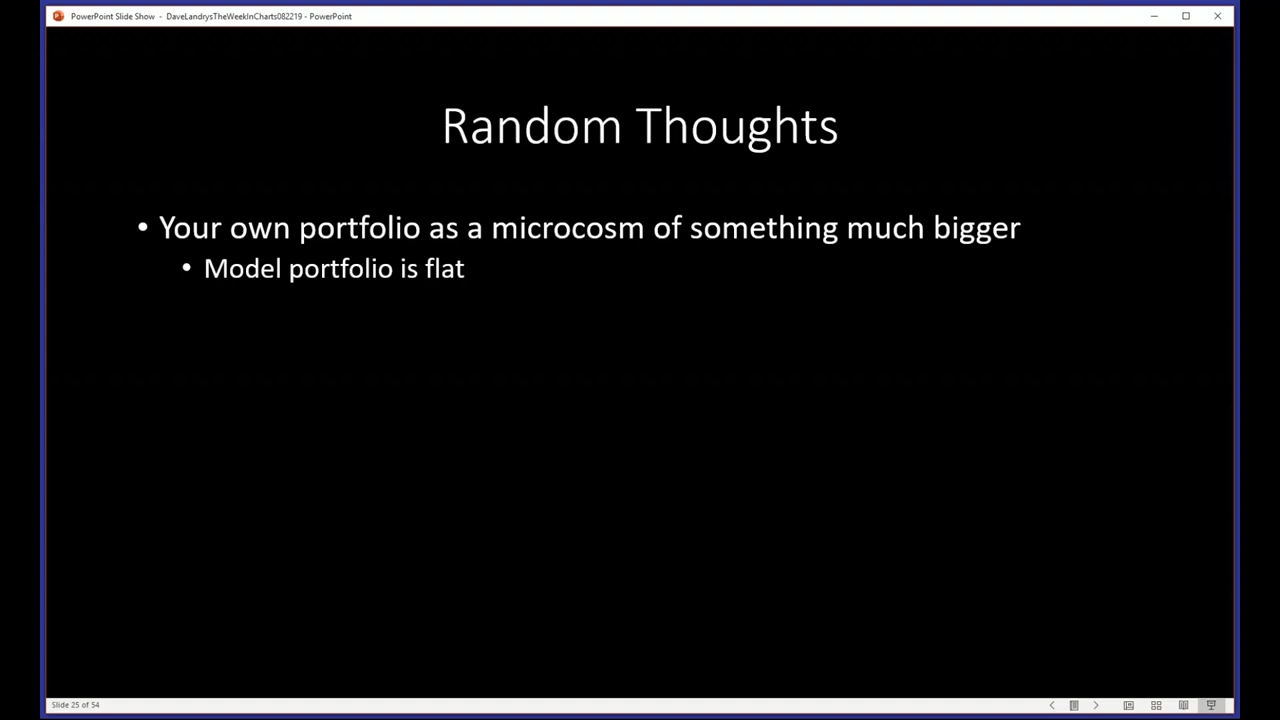 PowerPoint Slide Show - DaveLandrysTheWeekInCharts082219 - PowerPoint
Random Thoughts
• Your own portfolio as a microcosm of something much bigger
• Model portfolio is flat
Slide 25 of 54